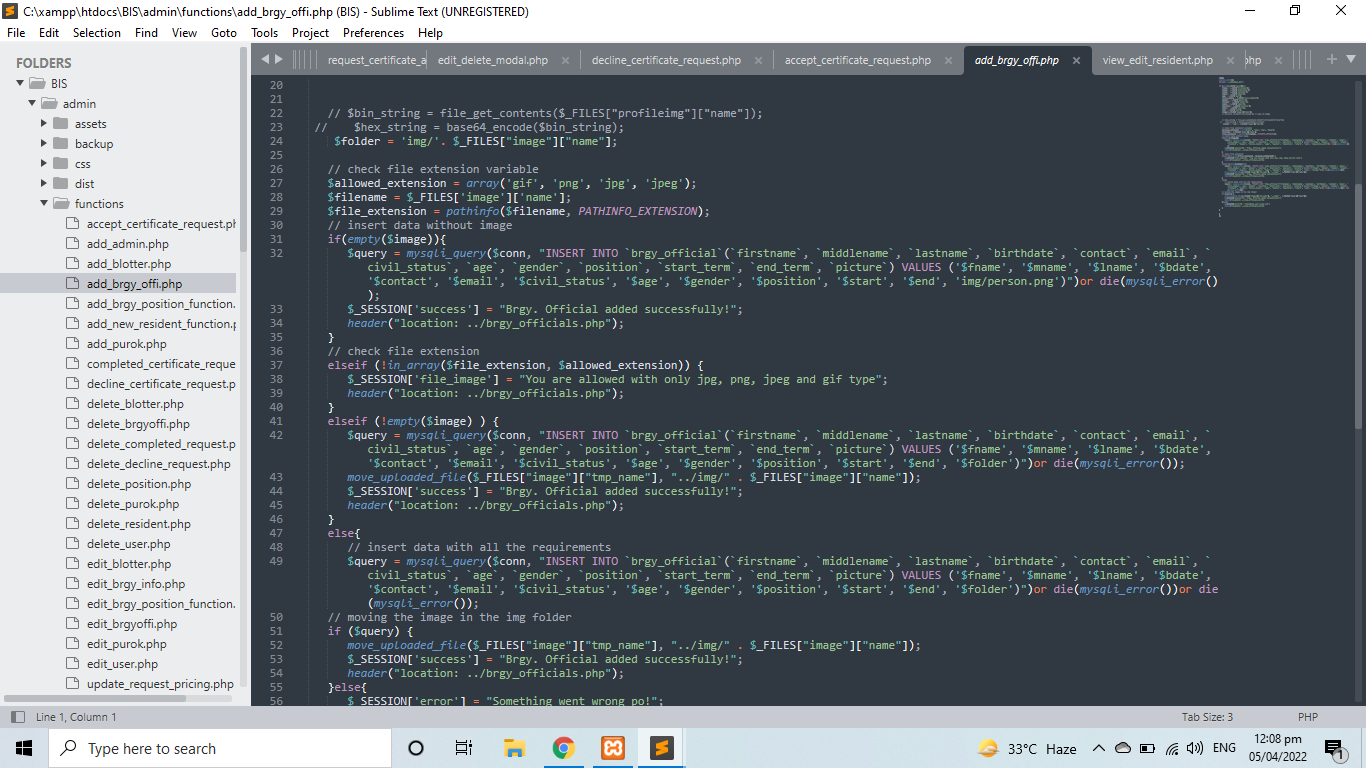 C:\xampp\htdocs\BIS\admin\functions\add_brgy_offi.php (BIS) - Sublime Text (UNREGISTERED)
File Edit Selection Find View Goto Tools Project Preferences Help
FOLDERS
BIS
admin
assets
backup
css
dist
functions
accept_certificate_request.ph
add_admin.php
add_blotter.php
add_brgy_offi.php
add_brgy_position_function.
add_new_resident_function.p
add_purok.php
completed_certificate_reque
decline_certificate_request.p
delete_blotter.php
delete_brgyoffi.php
delete_completed_request.p
delete_decline_request.php
delete_position.php
delete_purok.php
delete_resident.php
delete_user.php
edit_blotter.php
edit_brgy_info.php
edit_brgy_position_function.
edit_brgyoffi.php
edit_purok.php
edit_user.php
update_request_pricing.php
request_certificate_a edit_delete_modal.php × decline_certificate_request.php × accept_certificate_request.php × add_brgy_offi.php × view_edit_resident.php × hp ×
20
21
22 // $bin_string = file_get_contents($_FILES["profileimg"]["name"]);
23 // $hex_string = base64_encode($bin_string);
24 $folder = 'img/'. $_FILES["image"]["name"];
25
26 // check file extension variable
27 $allowed_extension = array('gif', 'png', 'jpg', 'jpeg');
28 $filename = $_FILES['image']['name'];
29 $file_extension = pathinfo($filename, PATHINFO_EXTENSION);
30 // insert data without image
31 if(empty($image)){
32 $query = mysqli_query($conn, "INSERT INTO `brgy_official`(`firstname`, `middlename`, `lastname`, `birthdate`, `contact`, `email`, `
civil_status`, `age`, `gender`, `position`, `start_term`, `end_term`, `picture`) VALUES ('$fname', '$mname', '$lname', '$bdate',
'$contact', '$email', '$civil_status', '$age', '$gender', '$position', '$start', '$end', 'img/person.png')")or die(mysqli_error()
);
33 $_SESSION['success'] = "Brgy. Official added successfully!";
34 header("location: ../brgy_officials.php");
35 }
36 // check file extension
37 elseif (!in_array($file_extension, $allowed_extension)) {
38 $_SESSION['file_image'] = "You are allowed with only jpg, png, jpeg and gif type";
39 header("location: ../brgy_officials.php");
40 }
41 elseif (!empty($image) ) {
42 $query = mysqli_query($conn, "INSERT INTO `brgy_official`(`firstname`, `middlename`, `lastname`, `birthdate`, `contact`, `email`, `
civil_status`, `age`, `gender`, `position`, `start_term`, `end_term`, `picture`) VALUES ('$fname', '$mname', '$lname', '$bdate',
'$contact', '$email', '$civil_status', '$age', '$gender', '$position', '$start', '$end', '$folder')")or die(mysqli_error());
43 move_uploaded_file($_FILES["image"]["tmp_name"], "../img/" . $_FILES["image"]["name"]);
44 $_SESSION['success'] = "Brgy. Official added successfully!";
45 header("location: ../brgy_officials.php");
46 }
47 else{
48 // insert data with all the requirements
49 $query = mysqli_query($conn, "INSERT INTO `brgy_official`(`firstname`, `middlename`, `lastname`, `birthdate`, `contact`, `email`, `
civil_status`, `age`, `gender`, `position`, `start_term`, `end_term`, `picture`) VALUES ('$fname', '$mname', '$lname', '$bdate',
'$contact', '$email', '$civil_status', '$age', '$gender', '$position', '$start', '$end', '$folder')")or die(mysqli_error())or die
(mysqli_error());
50 // moving the image in the img folder
51 if ($query) {
52 move_uploaded_file($_FILES["image"]["tmp_name"], "../img/" . $_FILES["image"]["name"]);
53 $_SESSION['success'] = "Brgy. Official added successfully!";
54 header("location: ../brgy_officials.php");
55 }else{
56 $_SESSION['error'] = "Something went wrong po!";
Line 1, Column 1 Tab Size: 3 PHP
Type here to search 33°C Haze ENG 12:08 pm
05/04/2022
1